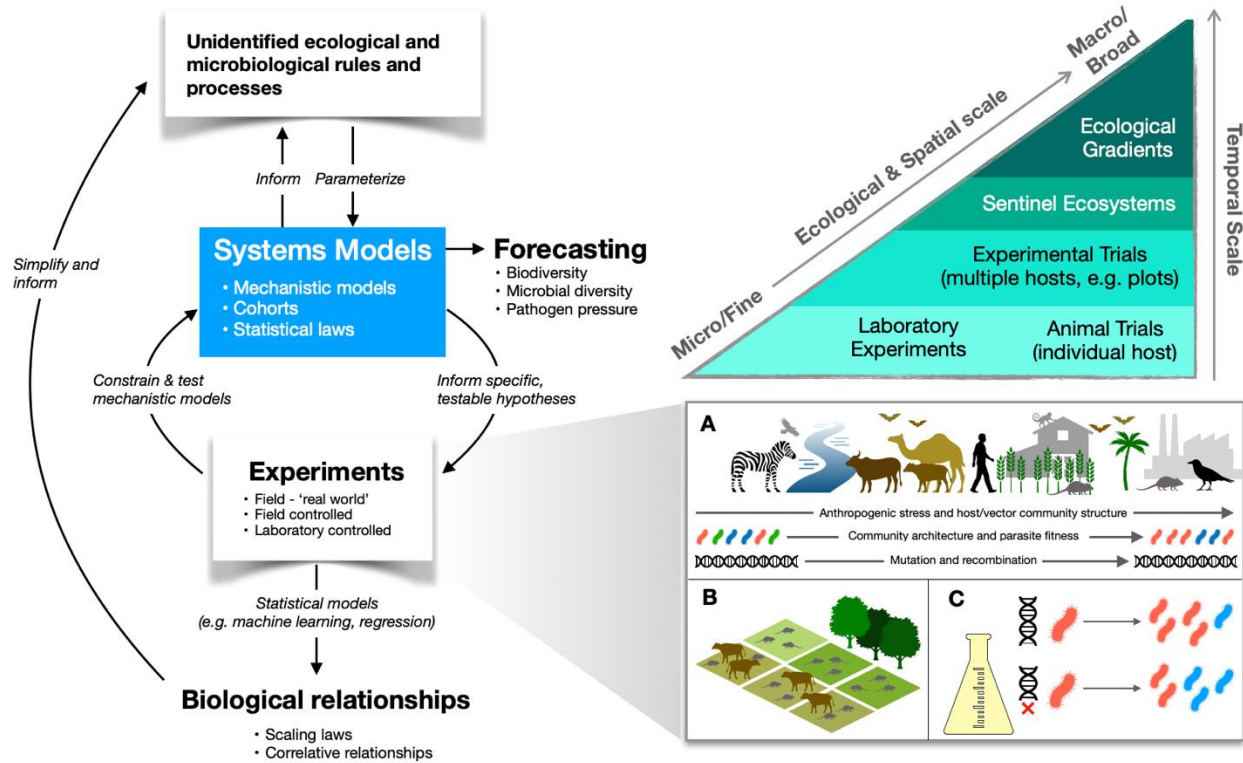 Unidentified ecological and
microbiological rules and
processes
Inform
Parameterize
Simplify and
inform
Systems Models
• Mechanistic models
• Cohorts
• Statistical laws
Forecasting
• Biodiversity
• Microbial diversity
• Pathogen pressure
Constrain & test
mechanistic models
Inform specific,
testable hypotheses
Experiments
• Field - ‘real world’
• Field controlled
• Laboratory controlled
Statistical models
(e.g. machine learning, regression)
Biological relationships
• Scaling laws
• Correlative relationships
Micro/Fine
Ecological & Spatial scale
Macro/
Broad
Temporal Scale
Ecological
Gradients
Sentinel Ecosystems
Experimental Trials
(multiple hosts, e.g. plots)
Laboratory
Experiments
Animal Trials
(individual host)
A
Anthropogenic stress and host/vector community structure
Community architecture and parasite fitness
Mutation and recombination
B
C